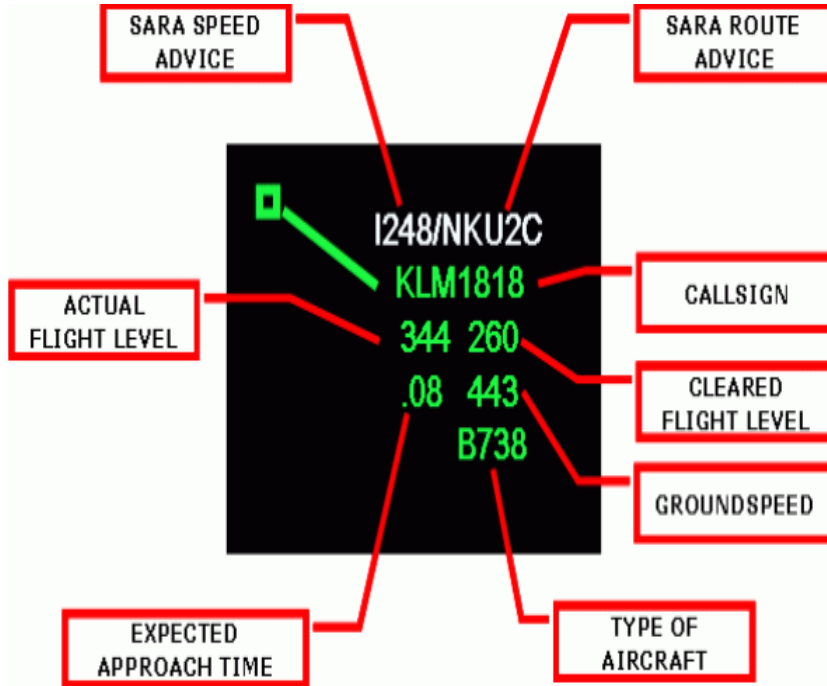 SARA SPEED
ADVICE
SARA ROUTE
ADVICE
I248/NKU2C
KLM1818
CALLSIGN
ACTUAL
FLIGHT LEVEL
344 260
CLEARED
FLIGHT LEVEL
.08 443
B738
GROUNDSPEED
EXPECTED
APPROACH TIME
TYPE OF
AIRCRAFT